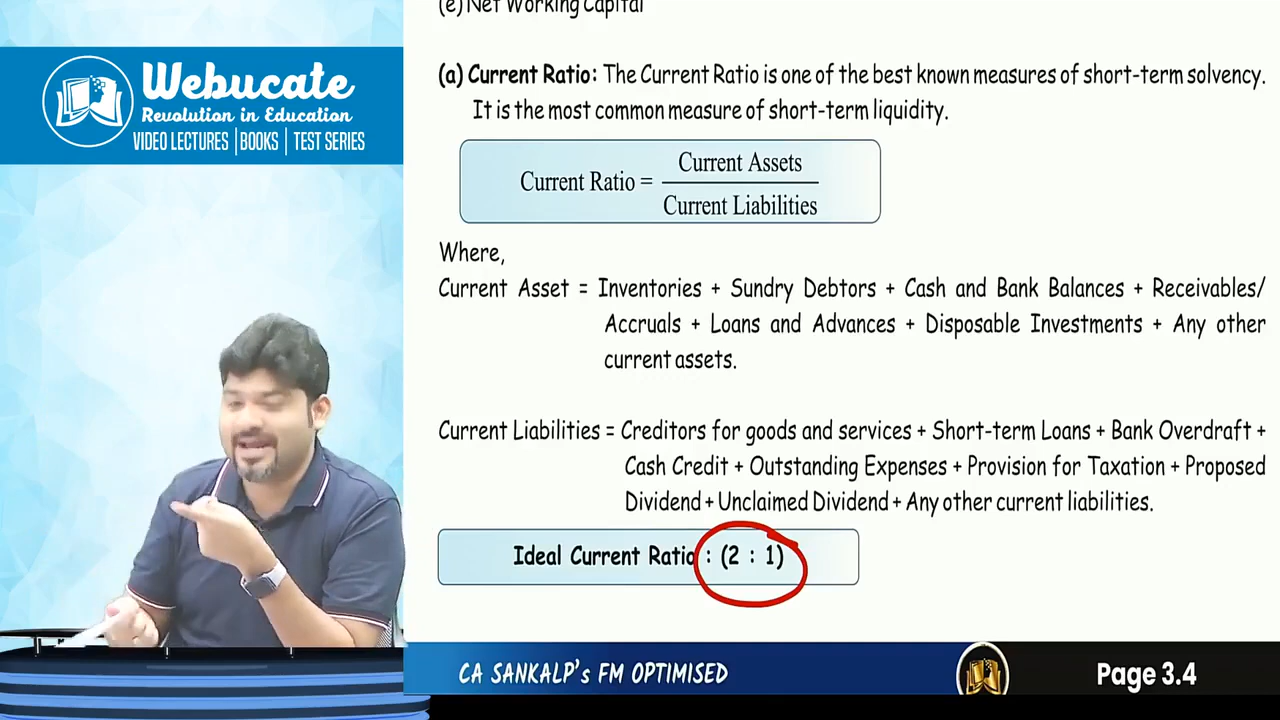 (e) Net Working Capital
Webucate
Revolution in Education
VIDEO LECTURES | BOOKS | TEST SERIES
(a) Current Ratio: The Current Ratio is one of the best known measures of short-term solvency.
It is the most common measure of short-term liquidity.
Current Ratio = Current Assets
Current Liabilities
Where,
Current Asset = Inventories + Sundry Debtors + Cash and Bank Balances + Receivables/
Accruals + Loans and Advances + Disposable Investments + Any other
current assets.
Current Liabilities = Creditors for goods and services + Short-term Loans + Bank Overdraft +
Cash Credit + Outstanding Expenses + Provision for Taxation + Proposed
Dividend + Unclaimed Dividend + Any other current liabilities.
Ideal Current Ratio : (2 : 1)
CA SANKALP's FM OPTIMISED
Page 3.4